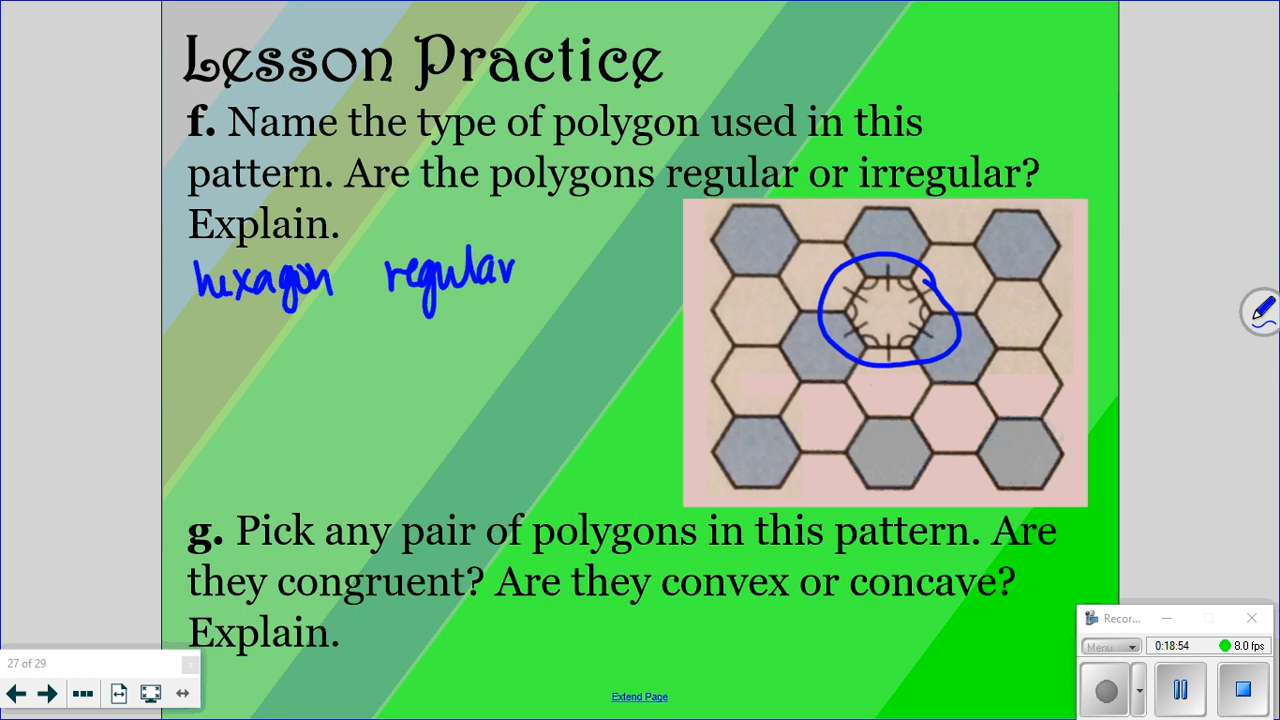 Lesson Practice
f. Name the type of polygon used in this
pattern. Are the polygons regular or irregular?
Explain.
hexagon regular
g. Pick any pair of polygons in this pattern. Are
they congruent? Are they convex or concave?
Explain.
27 of 29
x
Extend Page
Recor...
Menu
0:18:54
8.0 fps